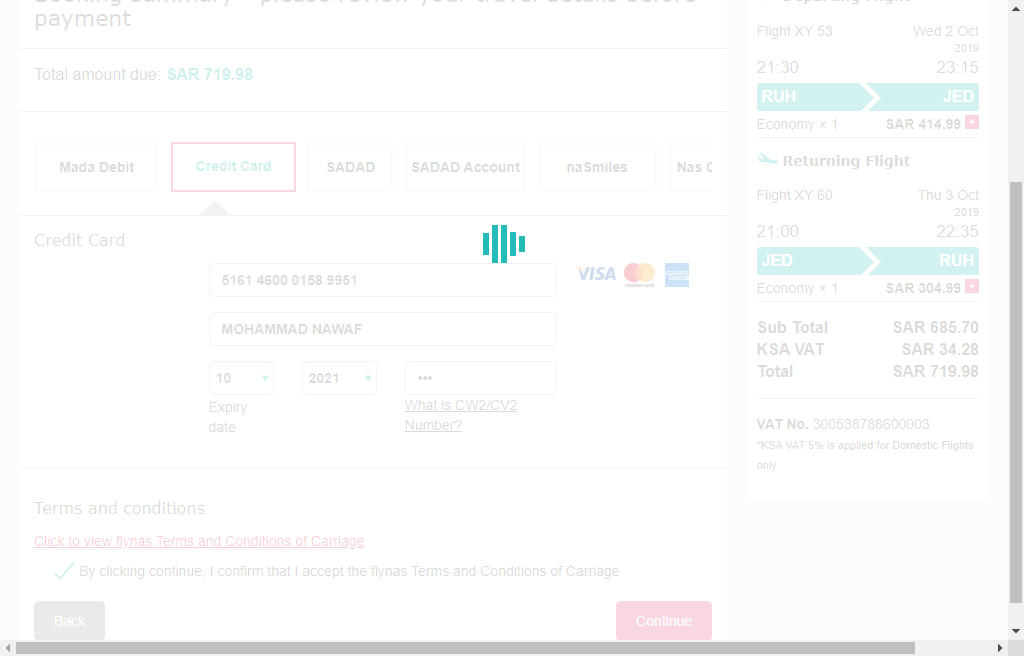 Booking summary - please review your travel details before
payment
Total amount due: SAR 719.98
Mada Debit
Credit Card
SADAD
SADAD Account
naSmiles
Nas
Credit Card
5161 4600 0158 9951
VISA
mastercard
MOHAMMAD NAWAF
10
2021
•••
Expiry
date
What is CW2/CV2
Number?
Terms and conditions
Click to view flynas Terms and Conditions of Carriage
By clicking continue, I confirm that I accept the flynas Terms and Conditions of Carriage
Back
Continue
Departing Flight
Flight XY 53
Wed 2 Oct
2019
21:30
23:15
RUH
JED
Economy × 1
SAR 414.99 +
Returning Flight
Flight XY 60
Thu 3 Oct
2019
21:00
22:35
JED
RUH
Economy × 1
SAR 304.99 +
Sub Total
SAR 685.70
KSA VAT
SAR 34.28
Total
SAR 719.98
VAT No. 300538788600003
*KSA VAT 5% is applied for Domestic Flights
only